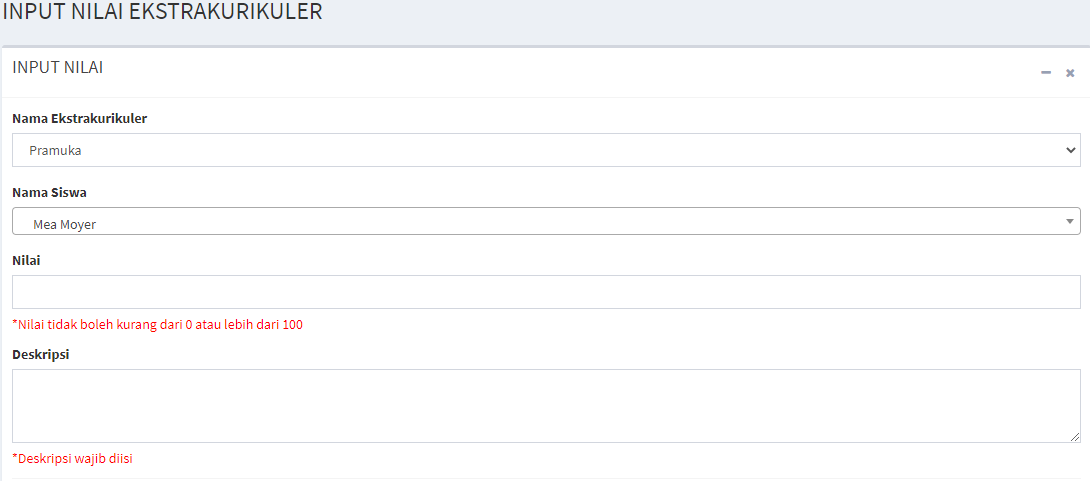 INPUT NILAI EKSTRAKURIKULER
INPUT NILAI
Nama Ekstrakurikuler
Pramuka
Nama Siswa
Mea Moyer
Nilai
*Nilai tidak boleh kurang dari 0 atau lebih dari 100
Deskripsi
*Deskripsi wajib diisi